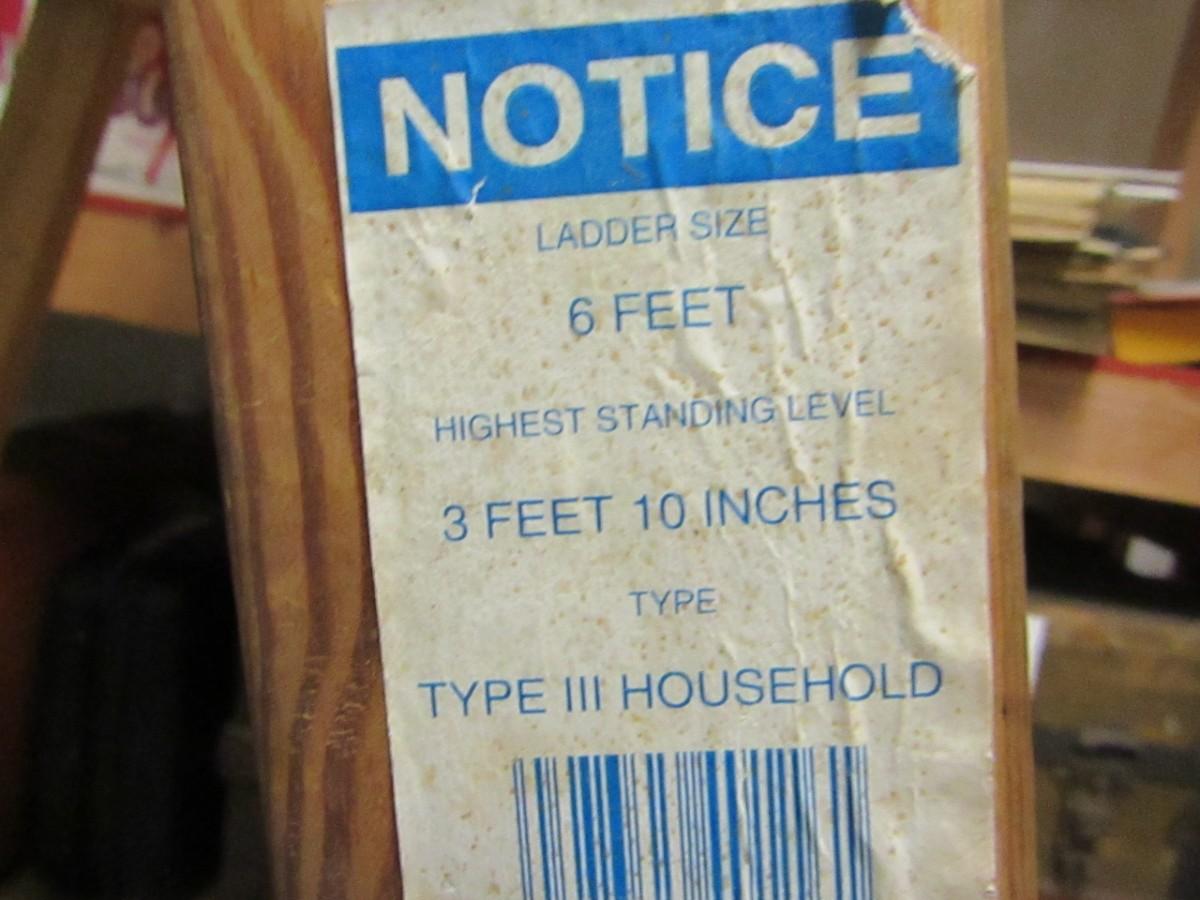 NOTICE
LADDER SIZE
6 FEET
HIGHEST STANDING LEVEL
3 FEET 10 INCHES
TYPE
TYPE III HOUSEHOLD